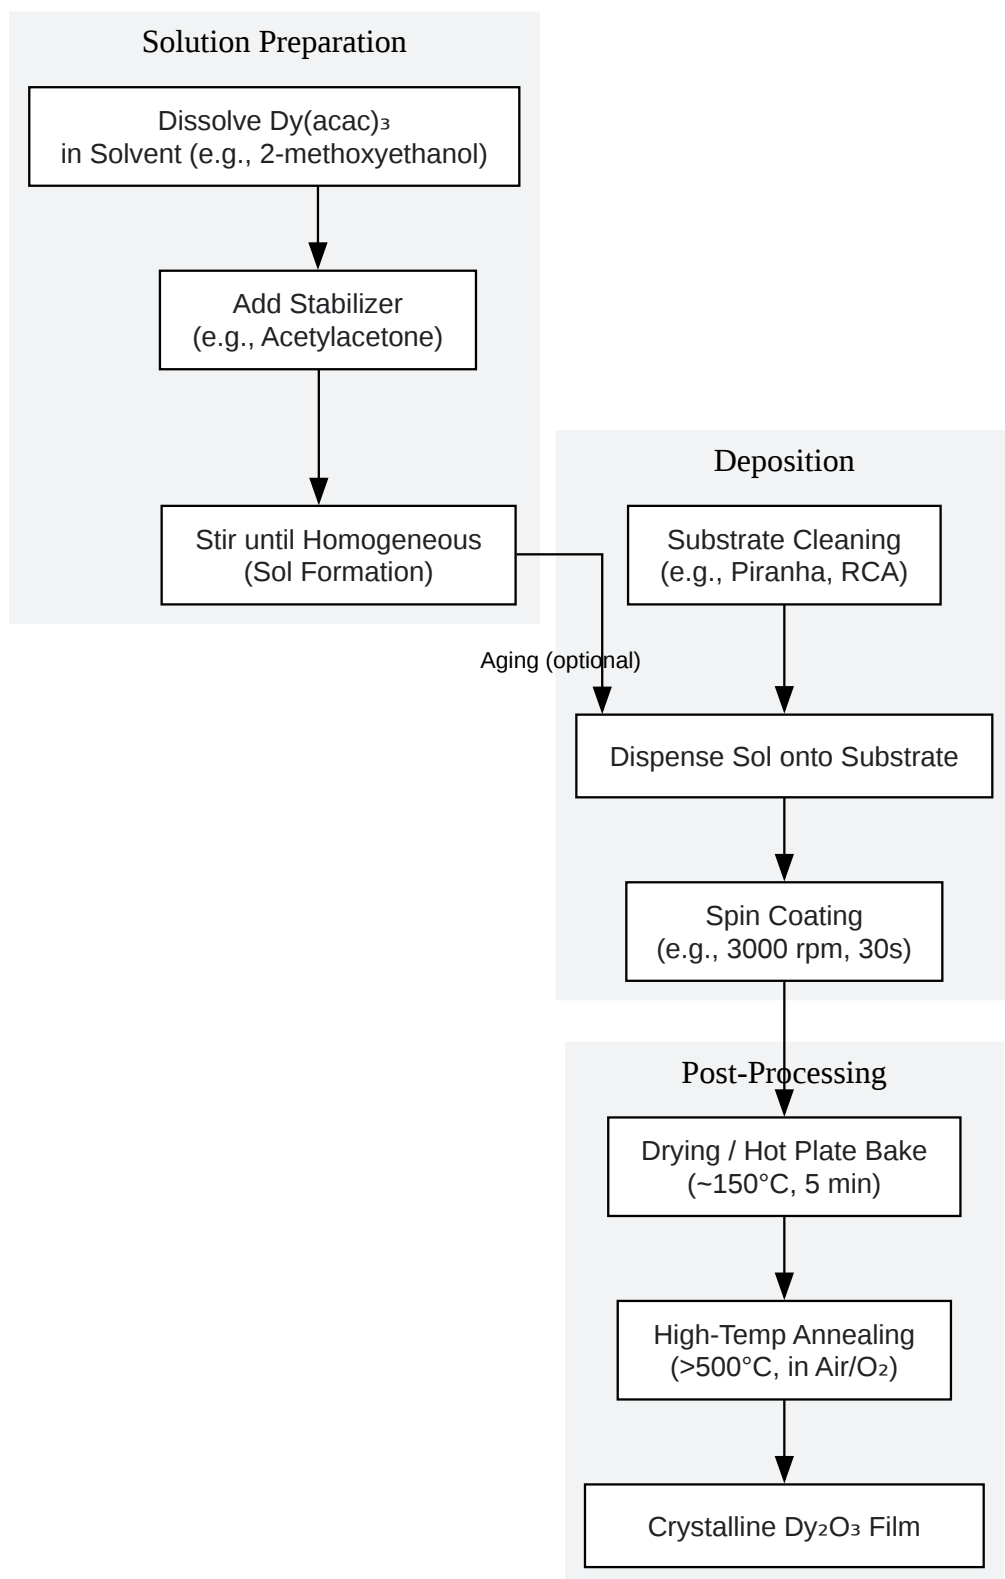 Solution Preparation
Dissolve Dy(acac)₃
in Solvent (e.g., 2-methoxyethanol)
Add Stabilizer
(e.g., Acetylacetone)
Stir until Homogeneous
(Sol Formation)
Aging (optional)
Deposition
Substrate Cleaning
(e.g., Piranha, RCA)
Dispense Sol onto Substrate
Spin Coating
(e.g., 3000 rpm, 30s)
Post-Processing
Drying / Hot Plate Bake
(~150°C, 5 min)
High-Temp Annealing
(>500°C, in Air/O₂)
Crystalline Dy₂O₃ Film